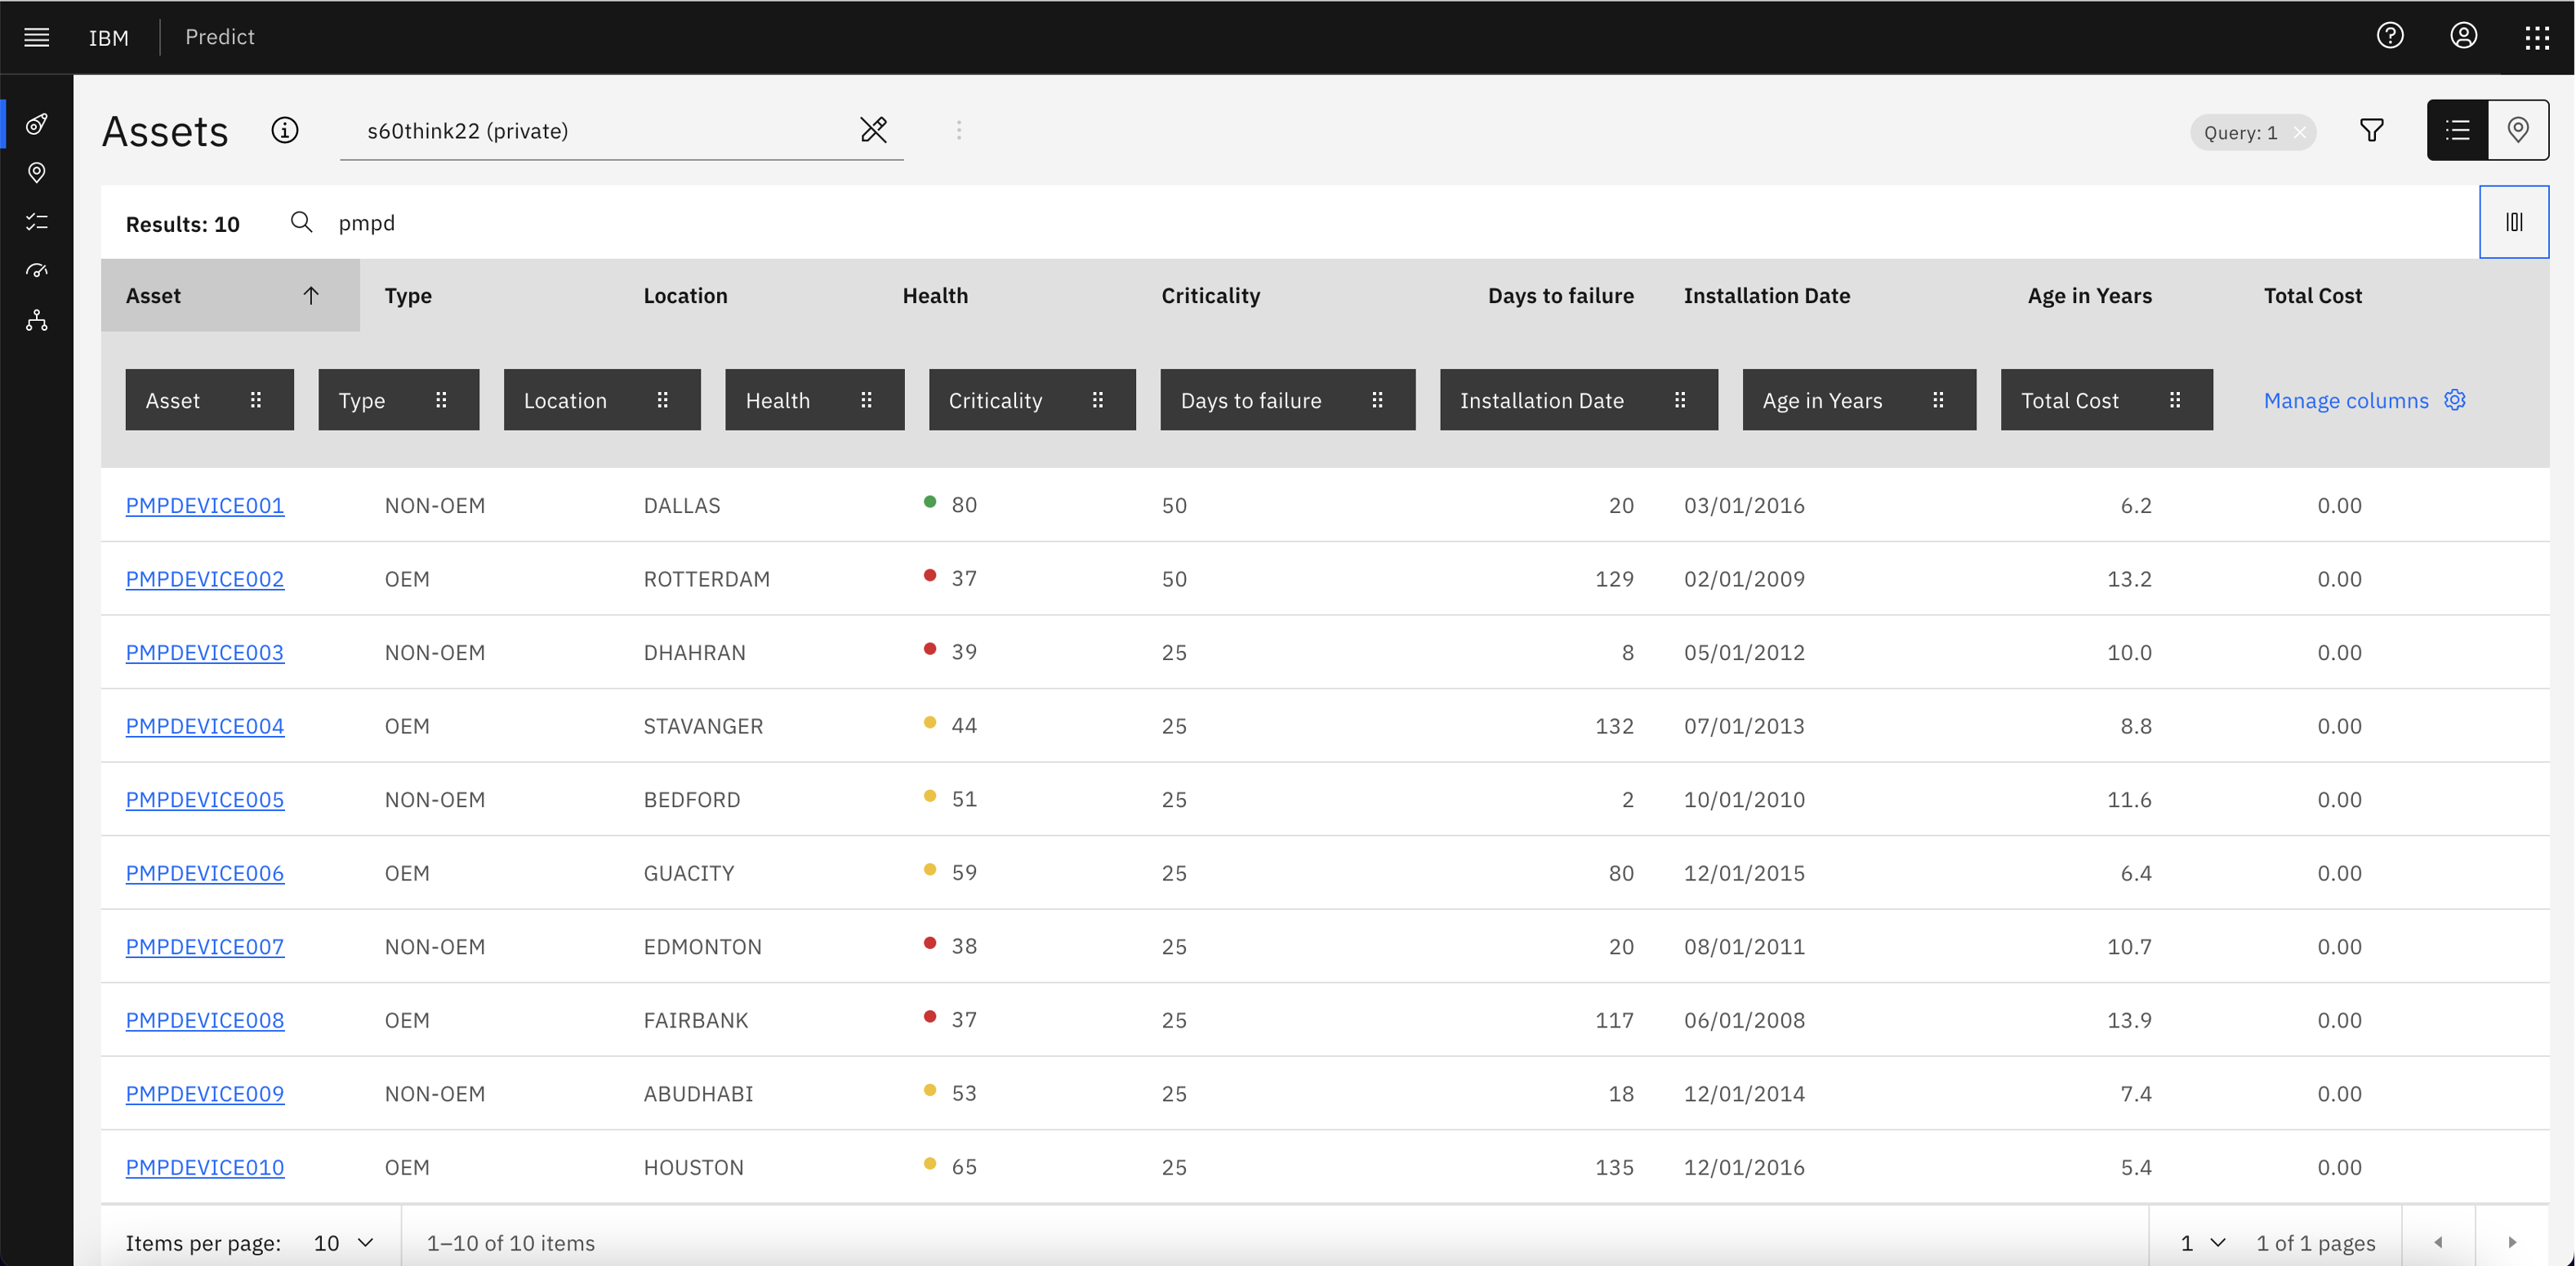 IBM Predict
Assets s60think22 (private) Query: 1
Results: 10 pmpd
Asset Type Location Health Criticality Days to failure Installation Date Age in Years Total Cost
Asset Type Location Health Criticality Days to failure Installation Date Age in Years Total Cost Manage columns
PMPDEVICE001 NON-OEM DALLAS 80 50 20 03/01/2016 6.2 0.00
PMPDEVICE002 OEM ROTTERDAM 37 50 129 02/01/2009 13.2 0.00
PMPDEVICE003 NON-OEM DHAHRAN 39 25 8 05/01/2012 10.0 0.00
PMPDEVICE004 OEM STAVANGER 44 25 132 07/01/2013 8.8 0.00
PMPDEVICE005 NON-OEM BEDFORD 51 25 2 10/01/2010 11.6 0.00
PMPDEVICE006 OEM GUACITY 59 25 80 12/01/2015 6.4 0.00
PMPDEVICE007 NON-OEM EDMONTON 38 25 20 08/01/2011 10.7 0.00
PMPDEVICE008 OEM FAIRBANK 37 25 117 06/01/2008 13.9 0.00
PMPDEVICE009 NON-OEM ABUDHABI 53 25 18 12/01/2014 7.4 0.00
PMPDEVICE010 OEM HOUSTON 65 25 135 12/01/2016 5.4 0.00
Items per page: 10 1–10 of 10 items 1 1 of 1 pages